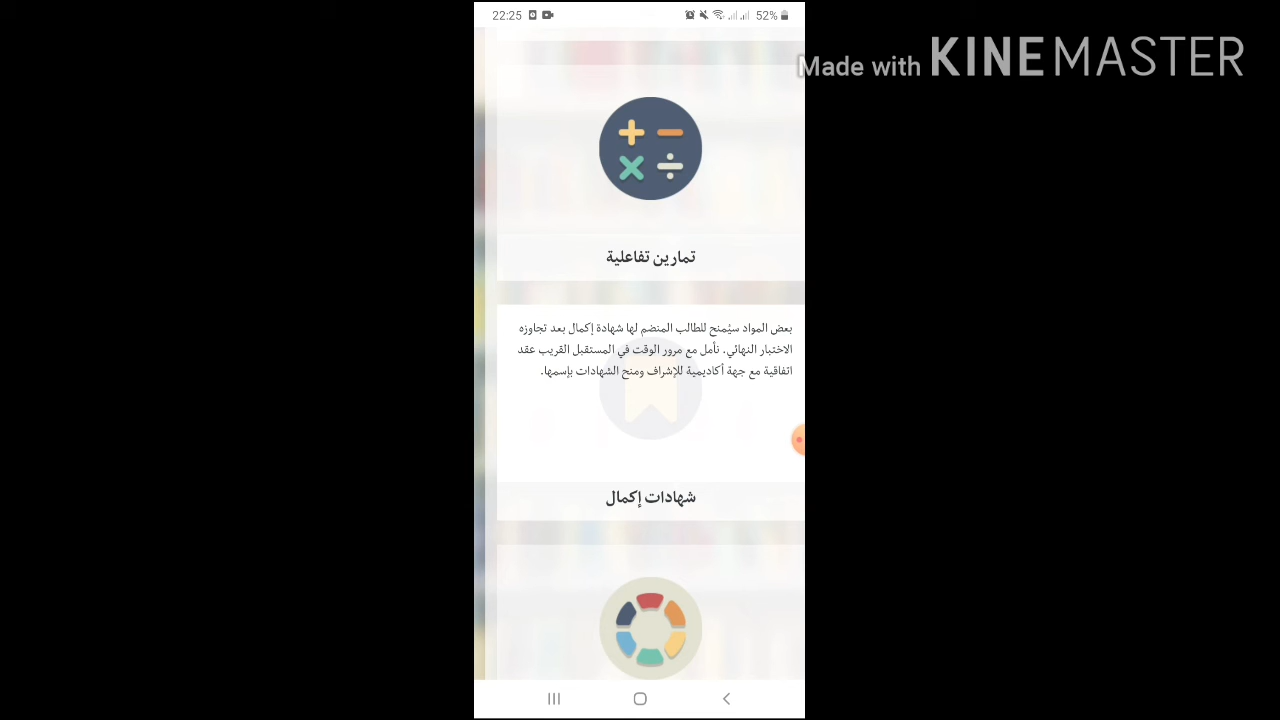 22:25
52%
Made with KINEMASTER
تمارين تفاعلية
بعض المواد سيُمنح للطالب المنضم لها شهادة إكمال بعد تجاوزه
الاختبار النهائي. نأمل مع مرور الوقت في المستقبل القريب عقد
اتفاقية مع جهة أكاديمية للإشراف ومنح الشهادات بإسمها.
شهادات إكمال